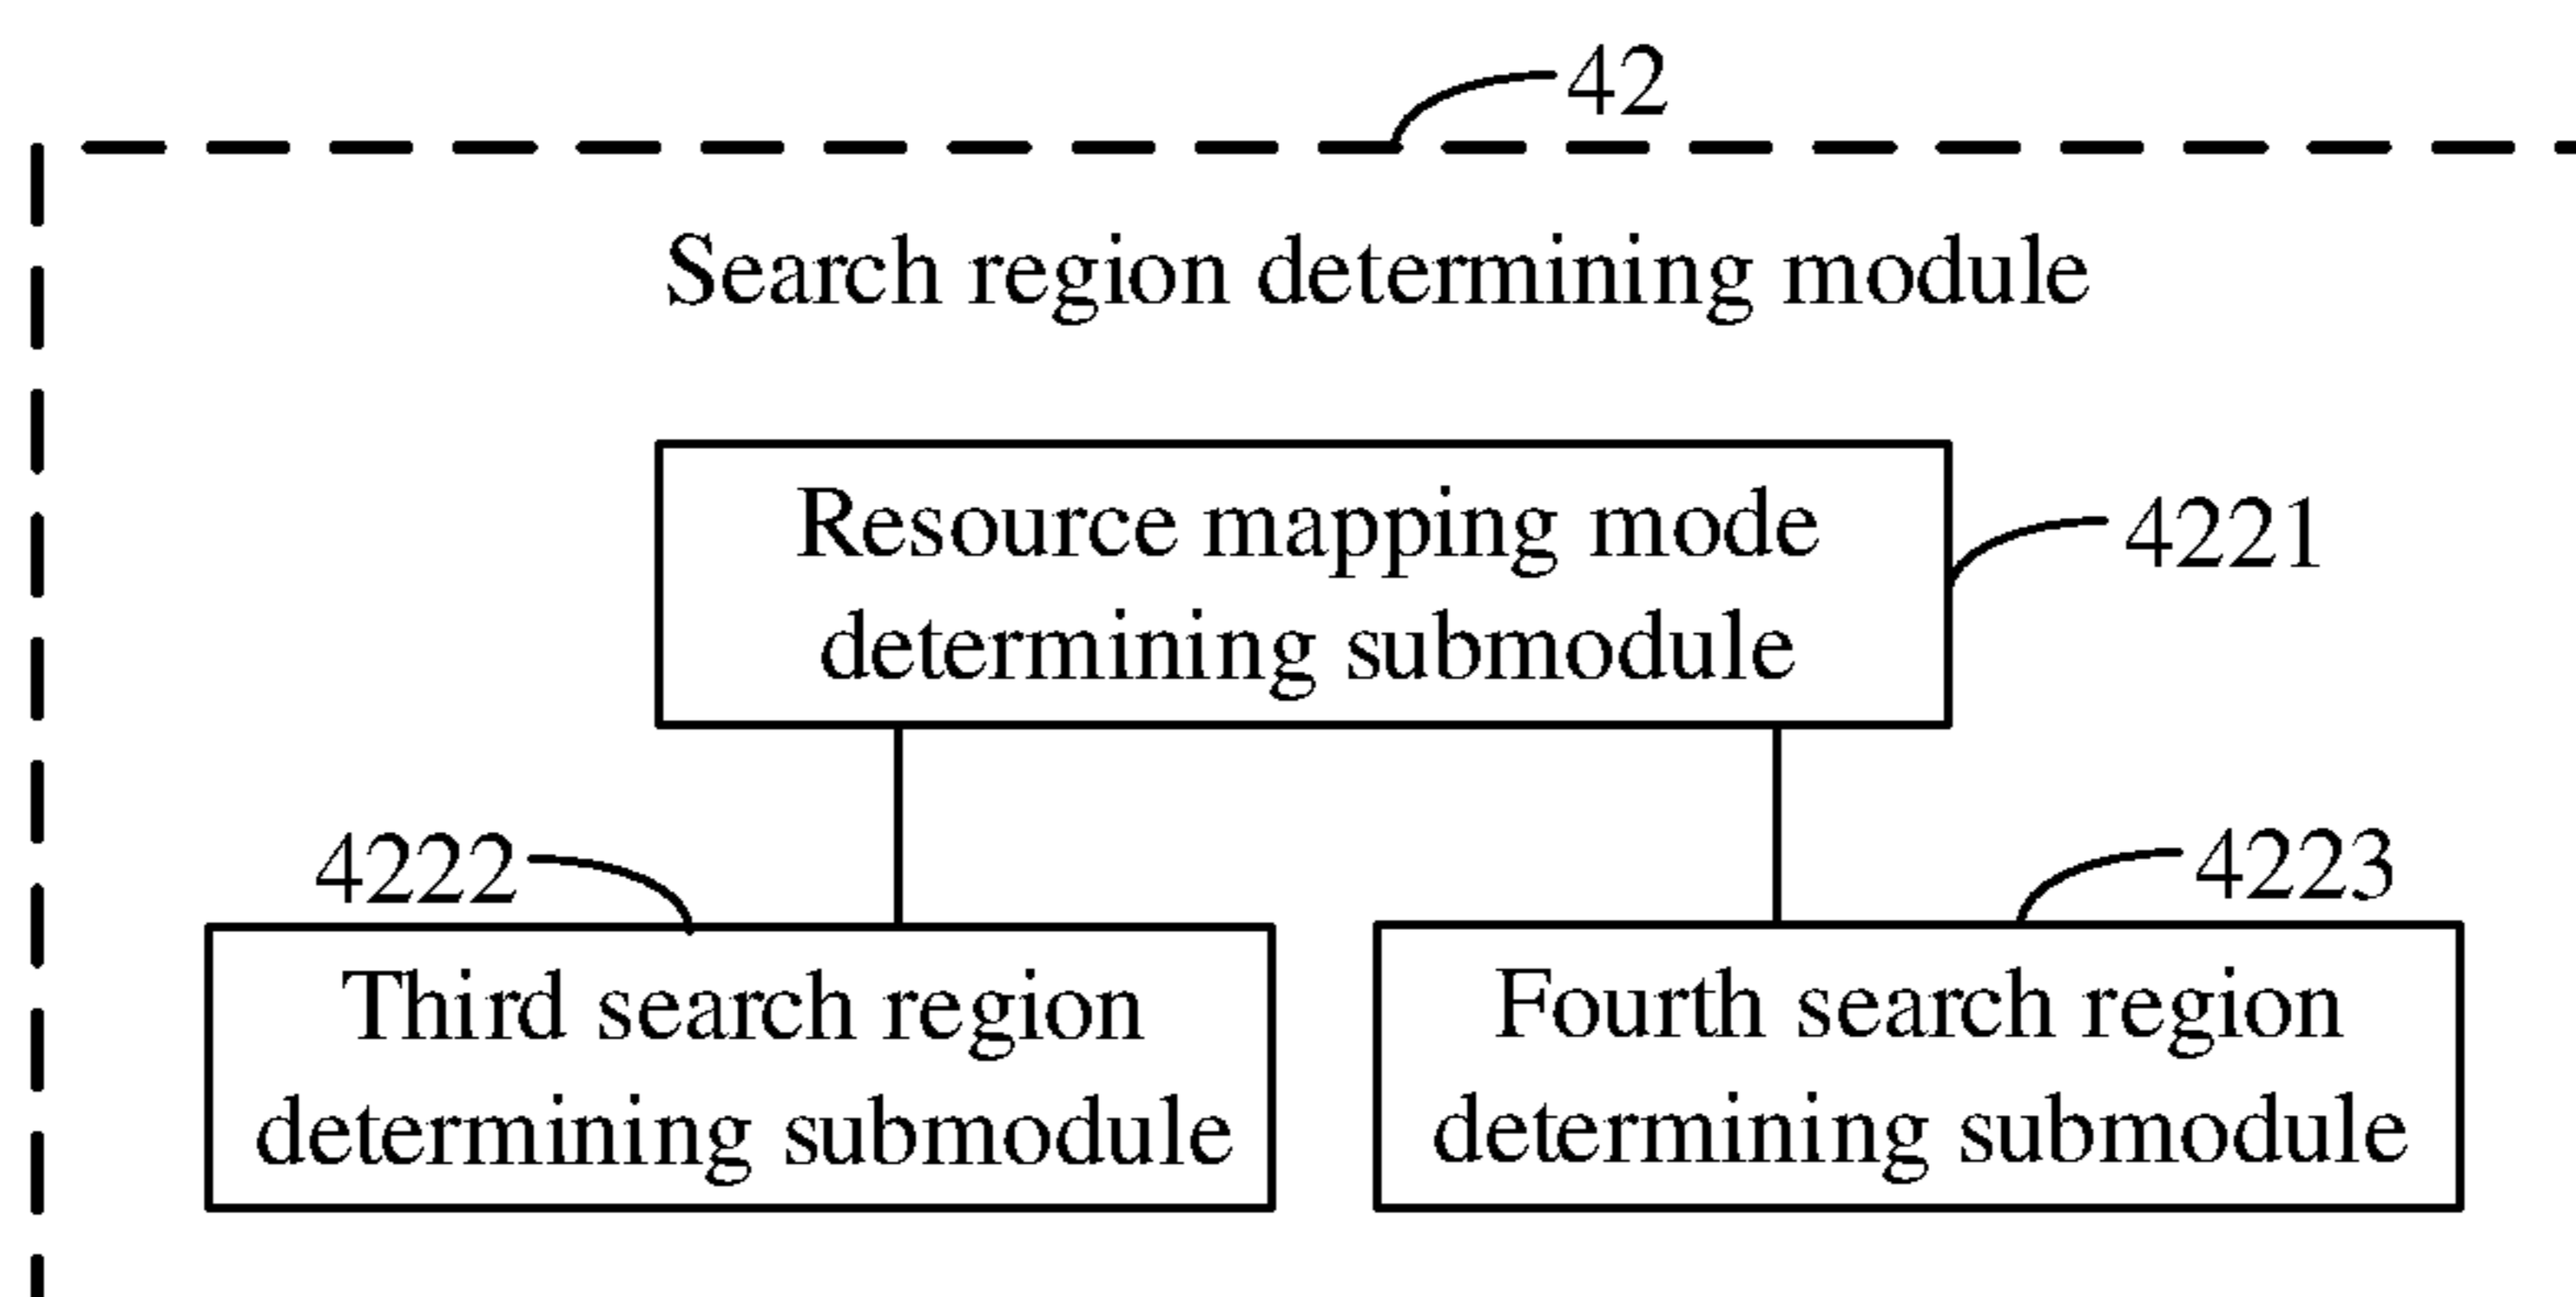 42
Search region determining module
Resource mapping mode
determining submodule
4221
4222
4223
Third search region
determining submodule
Fourth search region
determining submodule